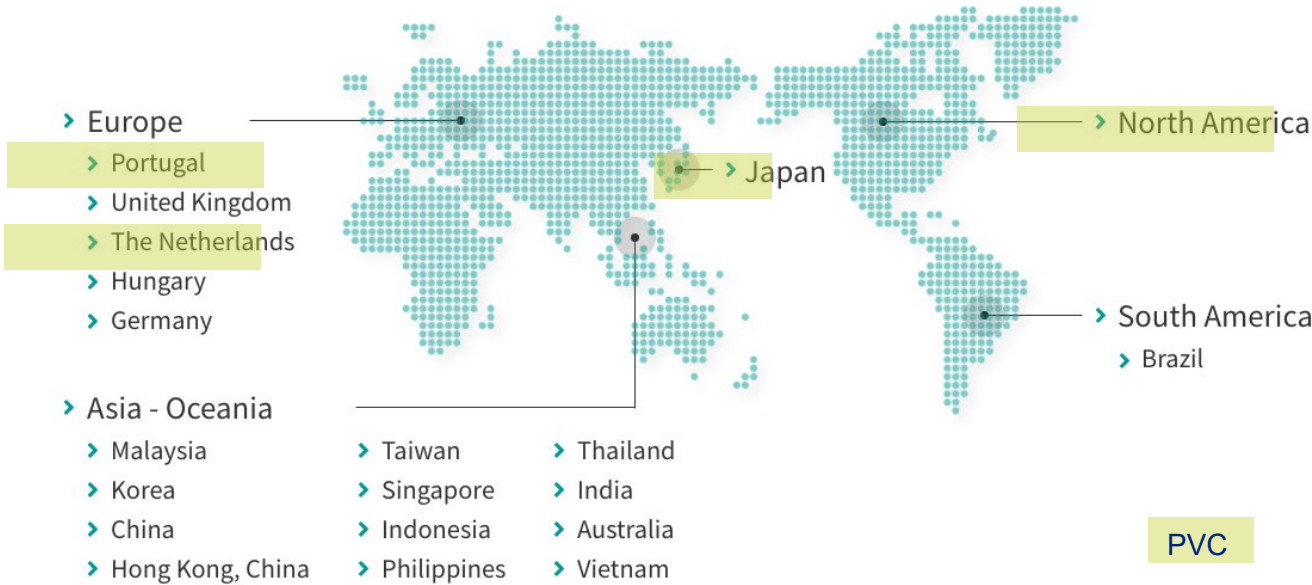 Europe
Portugal
United Kingdom
The Netherlands
Hungary
Germany
Japan
North America
South America
Brazil
Asia - Oceania
Malaysia
Korea
China
Hong Kong, China
Taiwan
Singapore
Indonesia
Philippines
Thailand
India
Australia
Vietnam
PVC